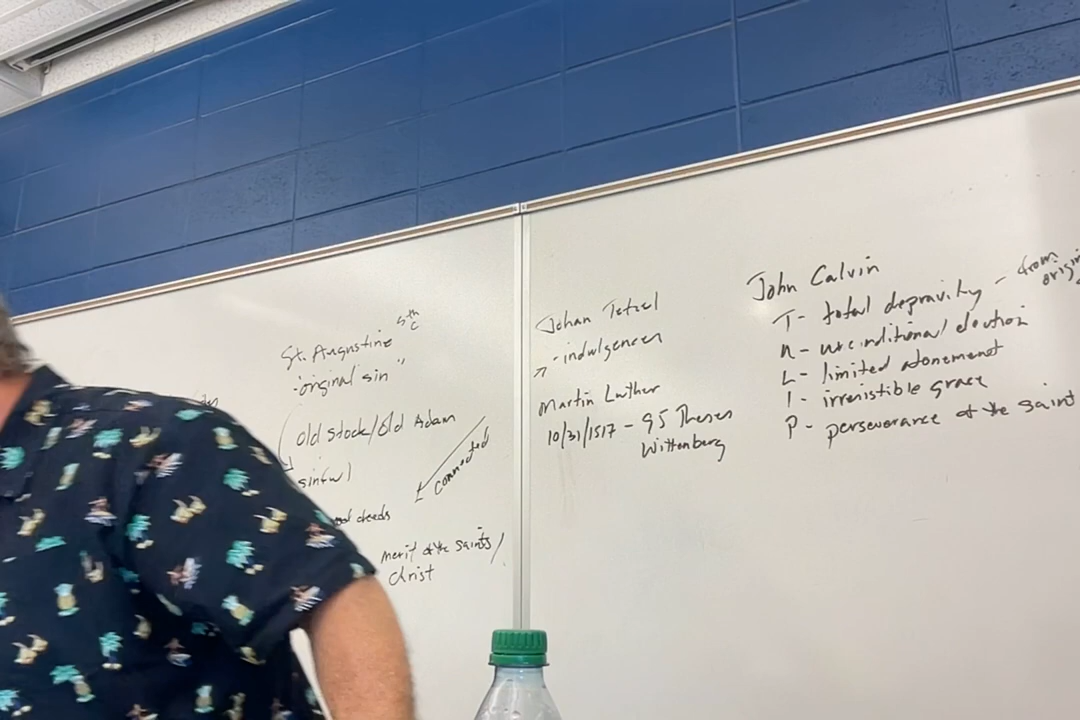 St. Augustine 5th C
"original sin"
old stock/old Adam
sinful
deeds
connected
merit of the saints/
Christ
Johan Tetzel
- indulgences
Martin Luther
10/31/1517 - 95 Theses
Wittenberg
John Calvin
T - total depravity - from
origin
U - unconditional election
L - limited atonement
I - irresistible grace
P - perseverance of the saint